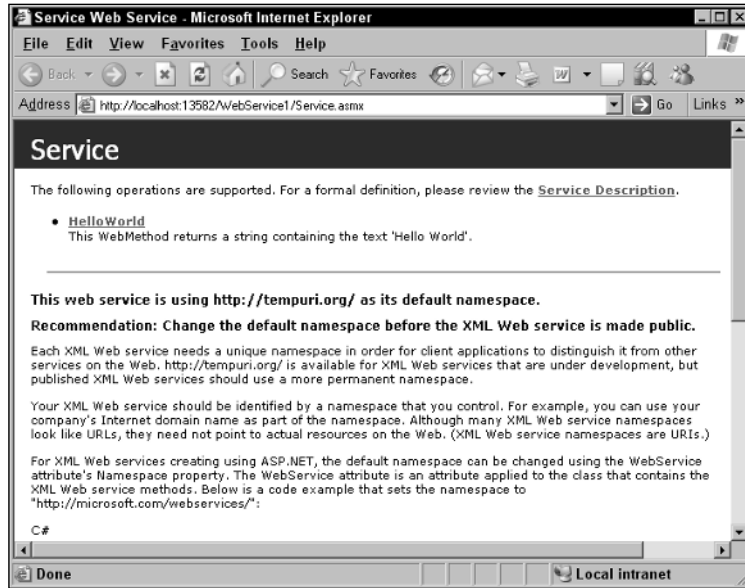 Service Web Service - Microsoft Internet Explorer
File Edit View Favorites Tools Help
Back Search Favorites
Address http://localhost:13582/WebService1/Service.asmx Go Links »
Service
The following operations are supported. For a formal definition, please review the Service Description.
• HelloWorld
This WebMethod returns a string containing the text 'Hello World'.
This web service is using http://tempuri.org/ as its default namespace.
Recommendation: Change the default namespace before the XML Web service is made public.
Each XML Web service needs a unique namespace in order for client applications to distinguish it from other
services on the Web. http://tempuri.org/ is available for XML Web services that are under development, but
published XML Web services should use a more permanent namespace.
Your XML Web service should be identified by a namespace that you control. For example, you can use your
company's Internet domain name as part of the namespace. Although many XML Web service namespaces
look like URLs, they need not point to actual resources on the Web. (XML Web service namespaces are URIs.)
For XML Web services creating using ASP.NET, the default namespace can be changed using the WebService
attribute's Namespace property. The WebService attribute is an attribute applied to the class that contains the
XML Web service methods. Below is a code example that sets the namespace to
"http://microsoft.com/webservices/":
C#
Done Local intranet